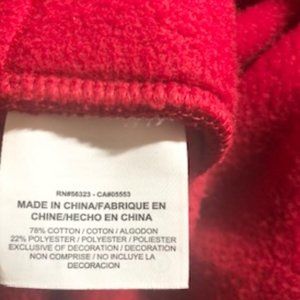 RN#56323 - CA#05553
MADE IN CHINA/FABRIQUE EN
CHINE/HECHO EN CHINA
78% COTTON / COTON / ALGODON
22% POLYESTER / POLYESTER / POLIESTER
EXCLUSIVE OF DECORATION / DECORATION
NON COMPRISE / NO INCLUYE LA
DECORACION